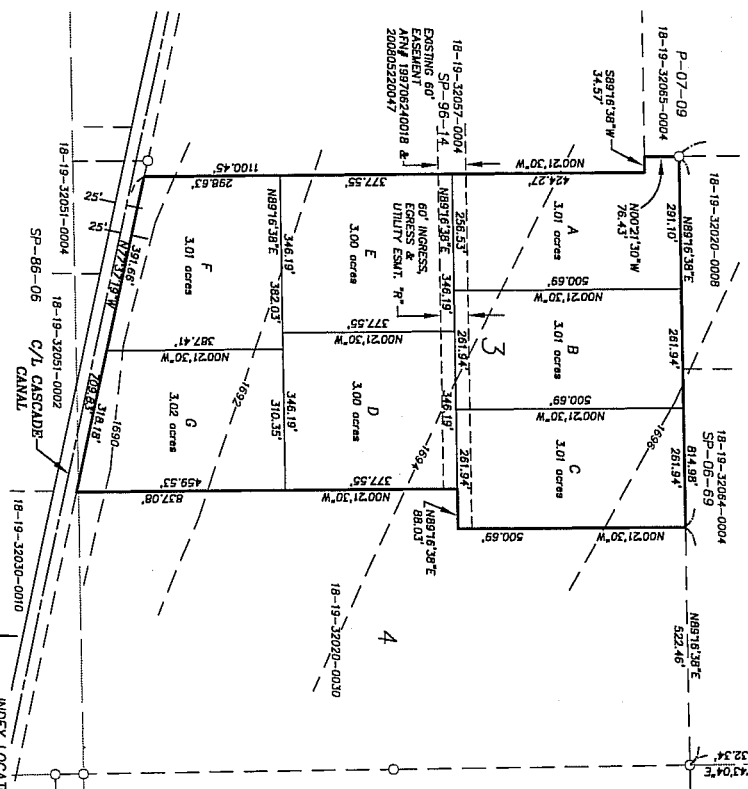 P-07-09
18-19-32065-0004
S89°16'38"W
34.57'
N00°21'30"W
76.43'
18-19-32020-0008
N89°16'38"E
291.10'
261.94'
814.98'
261.94'
18-19-32064-0004
SP-06-69
N89°16'38"E
522.46'
32.34'
43'04"E
18-19-32057-0004
SP-96-14
EXISTING 60'
EASEMENT
AFN# 199706240018 &
200805220047
N00°21'30"W
424.27'
A
3.01 acres
500.69'
N00°21'30"W
B
3.01 acres
500.69'
N00°21'30"W
C
3.01 acres
N00°21'30"W
500.69'
1696
256.53'
261.94'
261.94'
3
N89°16'38"E
346.19'
346.19'
N89°16'38"E
88.03'
60' INGRESS,
EGRESS &
UTILITY ESMT. "R"
1694
1100.45'
377.55'
E
3.00 acres
377.55'
N00°21'30"W
D
3.00 acres
377.55'
N00°21'30"W
18-19-32020-0030
4
346.19'
346.19'
N89°16'38"E
382.03'
310.35'
298.63'
F
3.01 acres
387.41'
N00°21'30"W
G
3.02 acres
459.53'
837.08'
1692
1690
25'
25'
391.66'
N77°37'19"W
318.18'
709.83'
18-19-32051-0004
SP-86-06
18-19-32051-0002
C/L CASCADE
CANAL
18-19-32030-0010
INDEX LOCAT